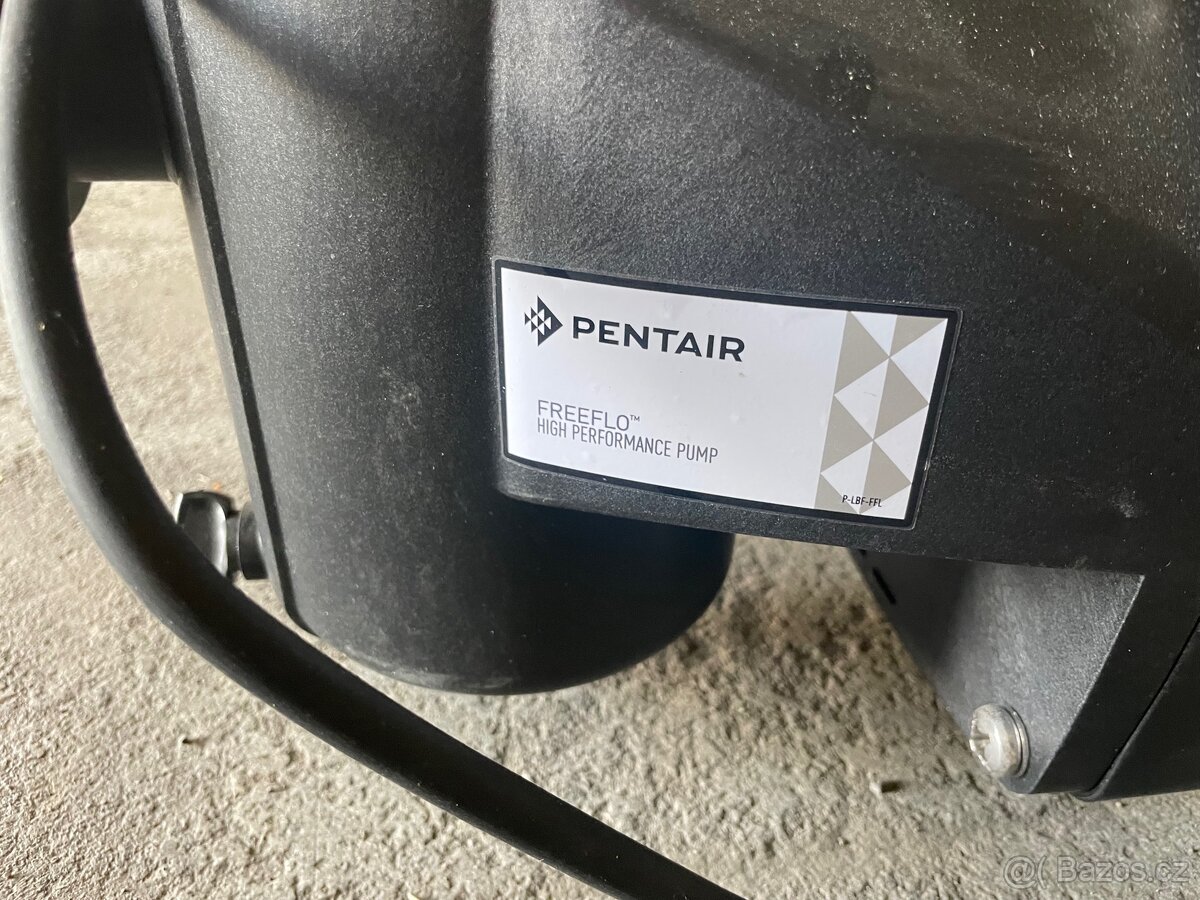 PENTAIR
FREEFLO™
HIGH PERFORMANCE PUMP
P-LBF-FFL
@( Bazos.cz